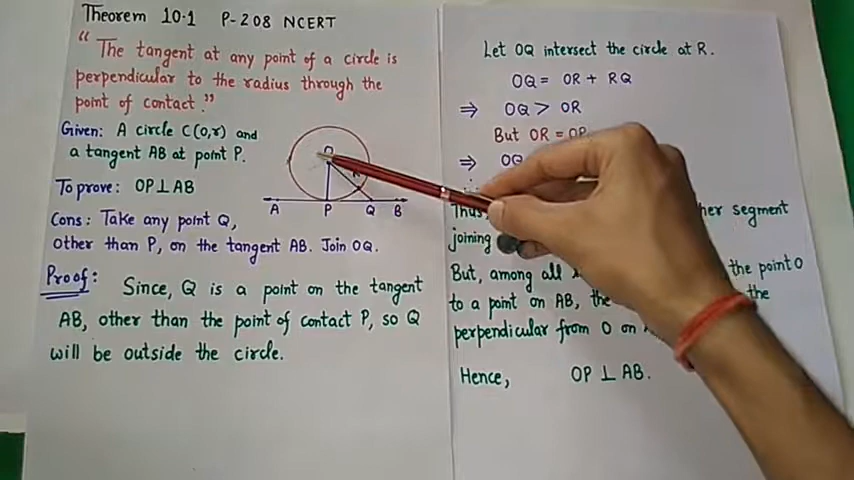 Theorem 10.1 P-208 NCERT
“The tangent at any point of a circle is
perpendicular to the radius through the
point of contact.”
Given: A circle C(O,r) and
a tangent AB at point P.
To prove: OP⊥AB
Cons: Take any point Q,
other than P, on the tangent AB. Join OQ.
Proof: Since, Q is a point on the tangent
AB, other than the point of contact P, so Q
will be outside the circle.
O
A P Q B
Let OQ intersect the circle at R.
OQ = OR + RQ
⇒ OQ > OR
But OR = OP
⇒ OQ
Thus, segment
joining
But, among all the point O
to a point on AB, the the
perpendicular from O on
Hence, OP ⊥ AB.